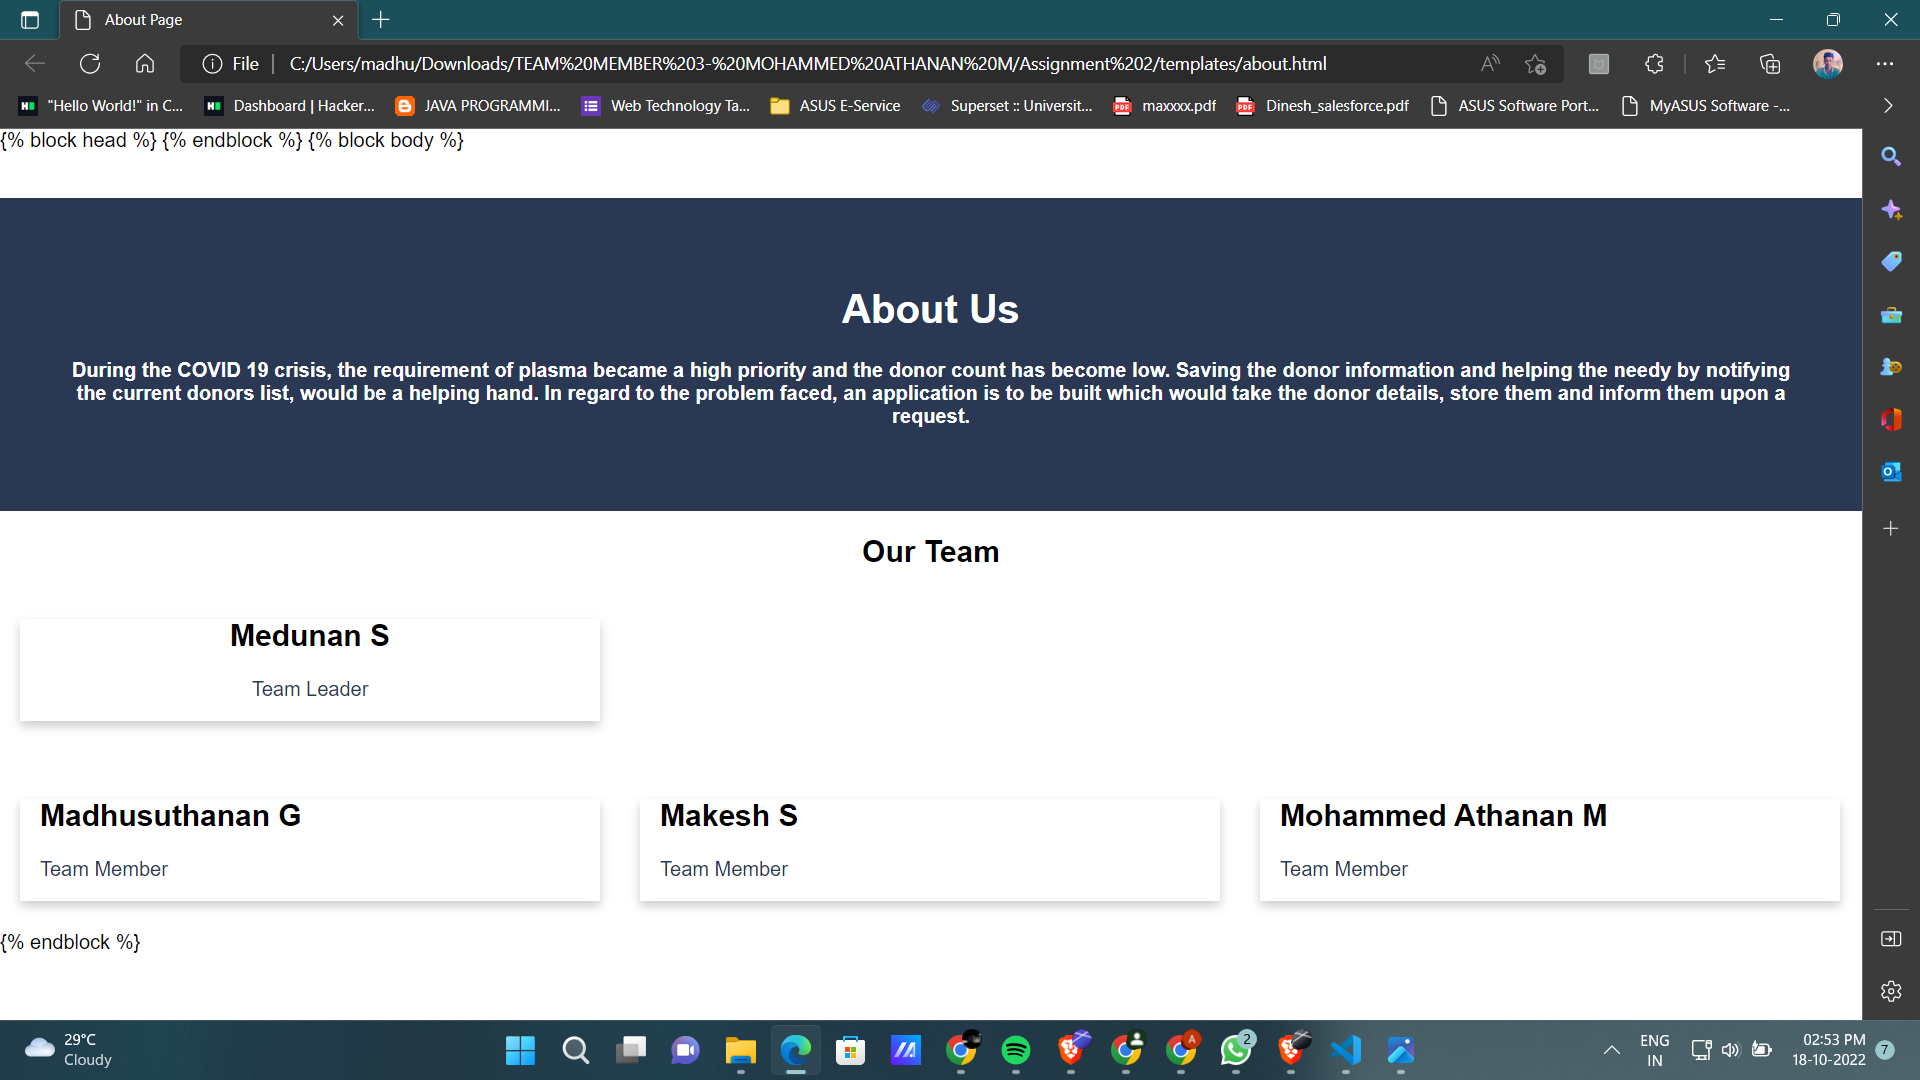 About Page
File
C:/Users/madhu/Downloads/TEAM%20MEMBER%203-%20MOHAMMED%20ATHANAN%20M/Assignment%202/templates/about.html
"Hello World!" in C...
Dashboard | Hacker...
JAVA PROGRAMMI...
Web Technology Ta...
ASUS E-Service
Superset :: Universit...
maxxxx.pdf
Dinesh_salesforce.pdf
ASUS Software Port...
MyASUS Software -...
{% block head %} {% endblock %} {% block body %}
About Us
During the COVID 19 crisis, the requirement of plasma became a high priority and the donor count has become low. Saving the donor information and helping the needy by notifying
the current donors list, would be a helping hand. In regard to the problem faced, an application is to be built which would take the donor details, store them and inform them upon a
request.
Our Team
Medunan S
Team Leader
Madhusuthanan G
Team Member
Makesh S
Team Member
Mohammed Athanan M
Team Member
{% endblock %}
29°C
Cloudy
A
2
ENG
IN
02:53 PM
18-10-2022
7